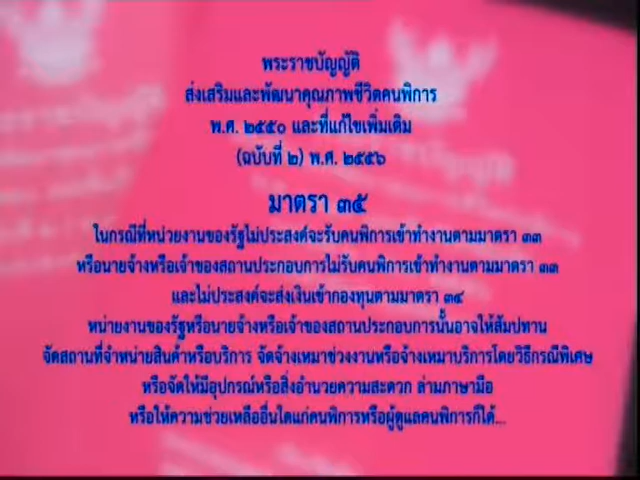 พระราชบัญญัติ
ส่งเสริมและพัฒนาคุณภาพชีวิตคนพิการ
พ.ศ. ๒๕๕๐ และที่แก้ไขเพิ่มเติม
(ฉบับที่ ๒) พ.ศ. ๒๕๕๖
มาตรา ๓๕
ในกรณีที่หน่วยงานของรัฐไม่ประสงค์จะรับคนพิการเข้าทำงานตามมาตรา ๓๓
หรือนายจ้างหรือเจ้าของสถานประกอบการไม่รับคนพิการเข้าทำงานตามมาตรา ๓๓
และไม่ประสงค์จะส่งเงินเข้ากองทุนตามมาตรา ๓๔
หน่ายงานของรัฐหรือนายจ้างหรือเจ้าของสถานประกอบการนั้นอาจให้สัมปทาน
จัดสถานที่จำหน่ายสินค้าหรือบริการ จัดจ้างเหมาช่วงงานหรือจ้างเหมาบริการโดยวิธีกรณีพิเศษ
หรือจัดให้มีอุปกรณ์หรือสิ่งอำนวยความสะดวก ล่ามภาษามือ
หรือให้ความช่วยเหลืออื่นใดแก่คนพิการหรือผู้ดูแลคนพิการก็ได้...